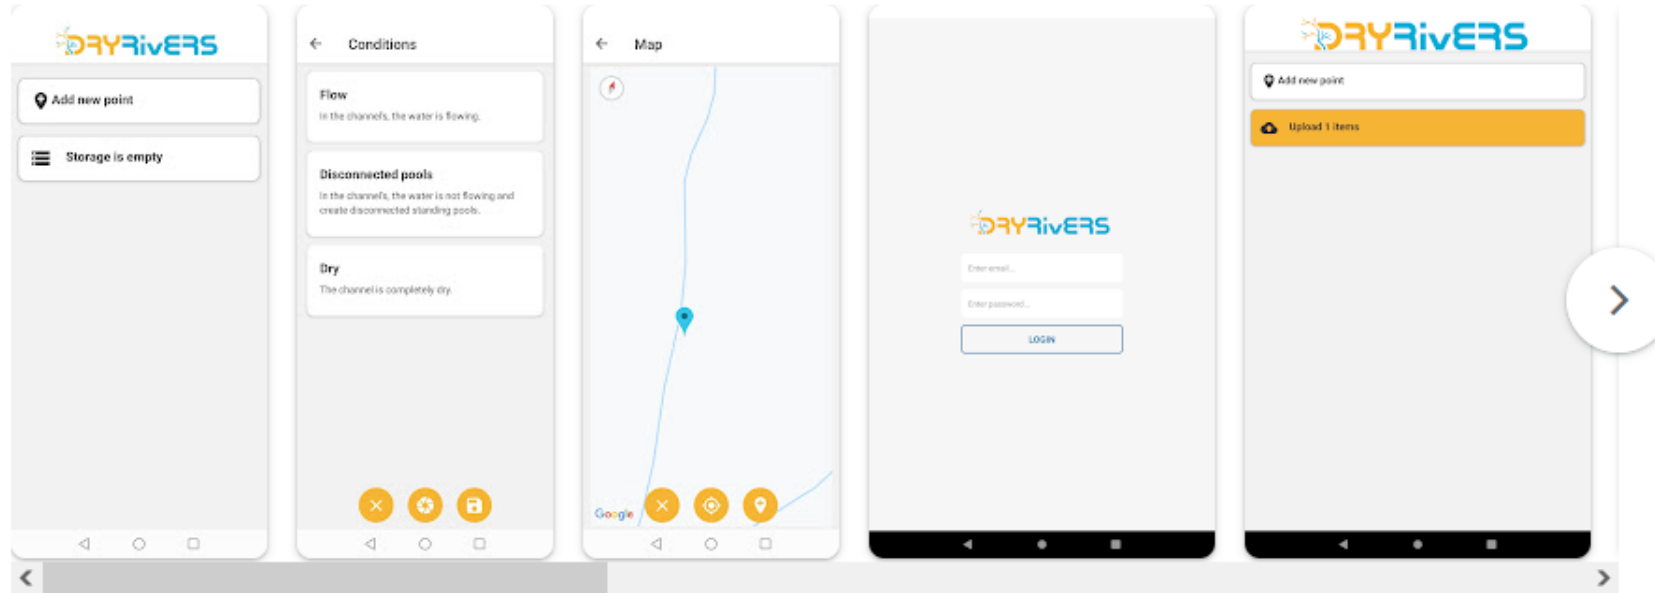 DRYRivERS
Add new point
Storage is empty
Conditions
Flow
In the channel/s, the water is flowing.
Disconnected pools
In the channel/s, the water is not flowing and
create disconnected standing pools.
Dry
The channel is completely dry.
Map
Google
DRYRivERS
Enter email...
Enter password...
LOGIN
DRYRivERS
Add new point
Upload 1 items